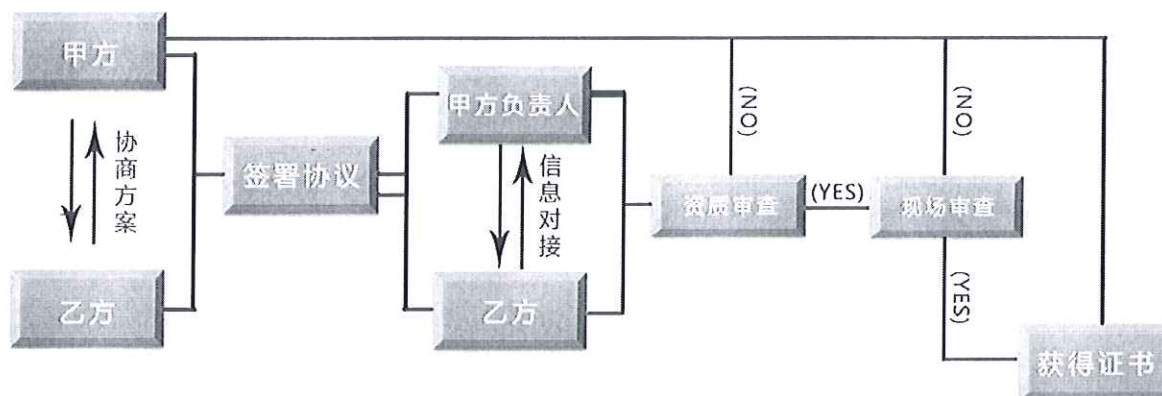 甲方
协商方案
乙方
签署协议
甲方负责人
信息对接
乙方
资质审查
(NO)
(YES)
现场审查
(NO)
(YES)
获得证书